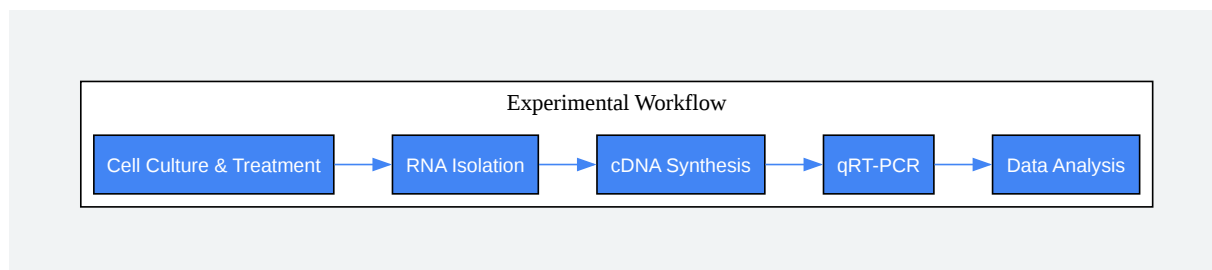 Experimental Workflow
Cell Culture & Treatment
RNA Isolation
cDNA Synthesis
qRT-PCR
Data Analysis